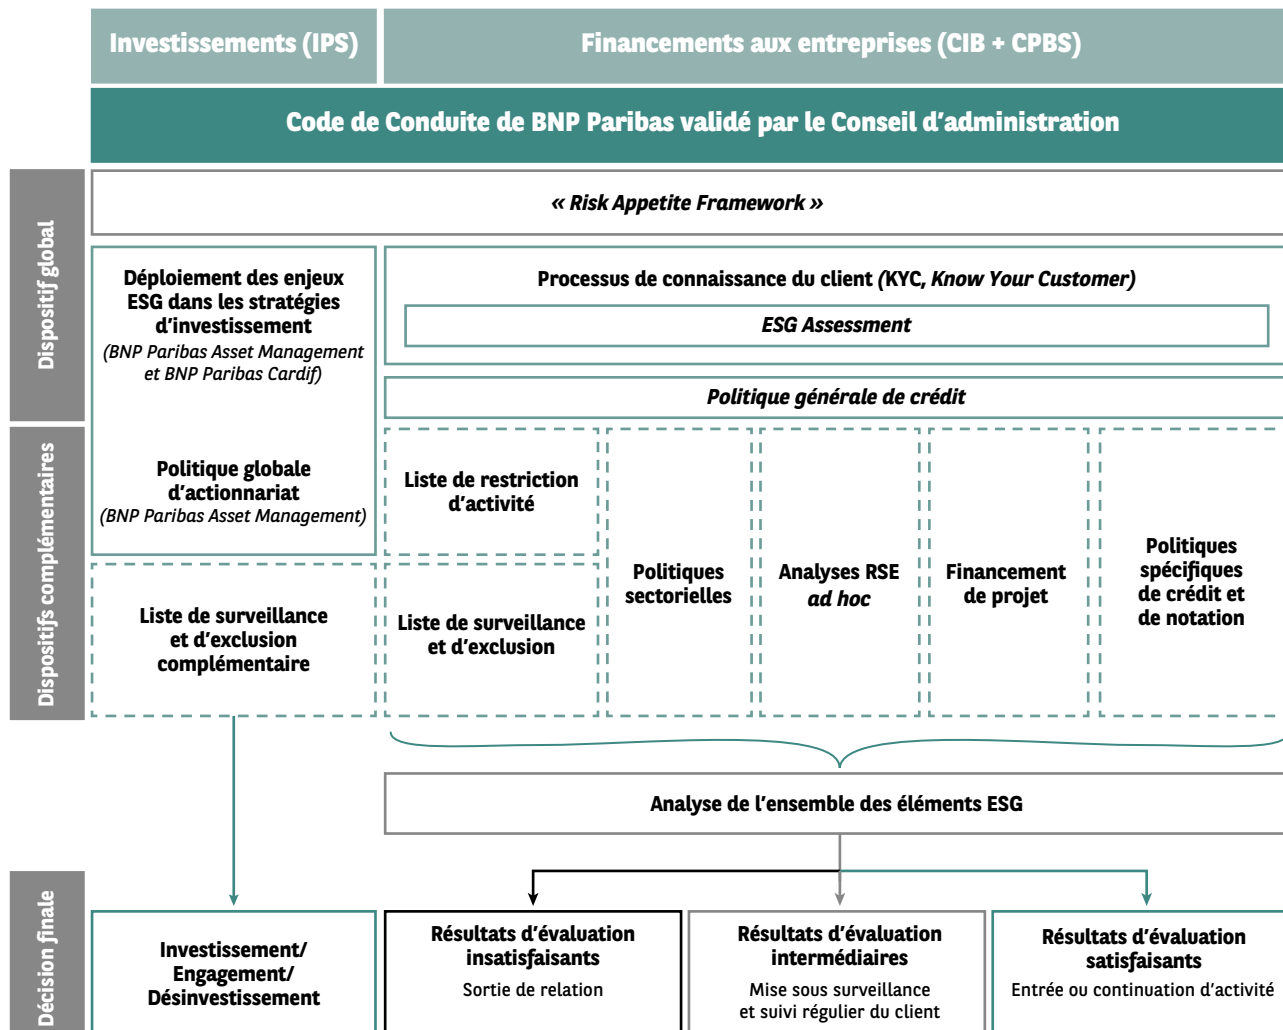 Investissements (IPS)
Financements aux entreprises (CIB + CPBS)
Code de Conduite de BNP Paribas validé par le Conseil d'administration
Dispositif global
« Risk Appetite Framework »
Déploiement des enjeux
ESG dans les stratégies
d'investissement
(BNP Paribas Asset Management
et BNP Paribas Cardif)
Processus de connaissance du client (KYC, Know Your Customer)
ESG Assessment
Politique générale de crédit
Dispositifs complémentaires
Politique globale
d'actionnariat
(BNP Paribas Asset Management)
Liste de surveillance
et d'exclusion
complémentaire
Liste de restriction
d'activité
Liste de surveillance
et d'exclusion
Politiques
sectorielles
Analyses RSE
ad hoc
Financement
de projet
Politiques
spécifiques
de crédit et
de notation
Analyse de l'ensemble des éléments ESG
Décision finale
Investissement/
Engagement/
Désinvestissement
Résultats d'évaluation
insatisfaisants
Sortie de relation
Résultats d'évaluation
intermédiaires
Mise sous surveillance
et suivi régulier du client
Résultats d'évaluation
satisfaisants
Entrée ou continuation d'activité